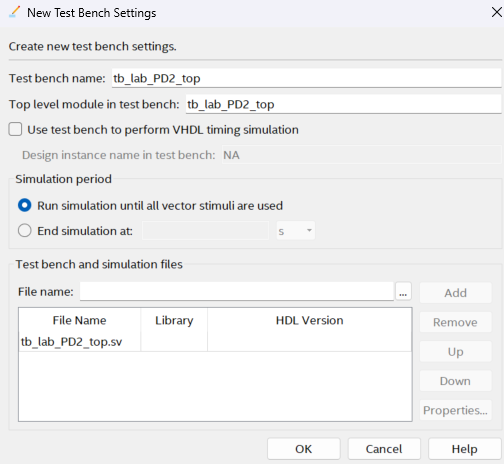 New Test Bench Settings
Create new test bench settings.
Test bench name: tb_lab_PD2_top
Top level module in test bench: tb_lab_PD2_top
Use test bench to perform VHDL timing simulation
Design instance name in test bench: NA
Simulation period
Run simulation until all vector stimuli are used
End simulation at: s
Test bench and simulation files
File name: ... Add
File Name Library HDL Version Remove
tb_lab_PD2_top.sv Up
Down
Properties...
OK Cancel Help